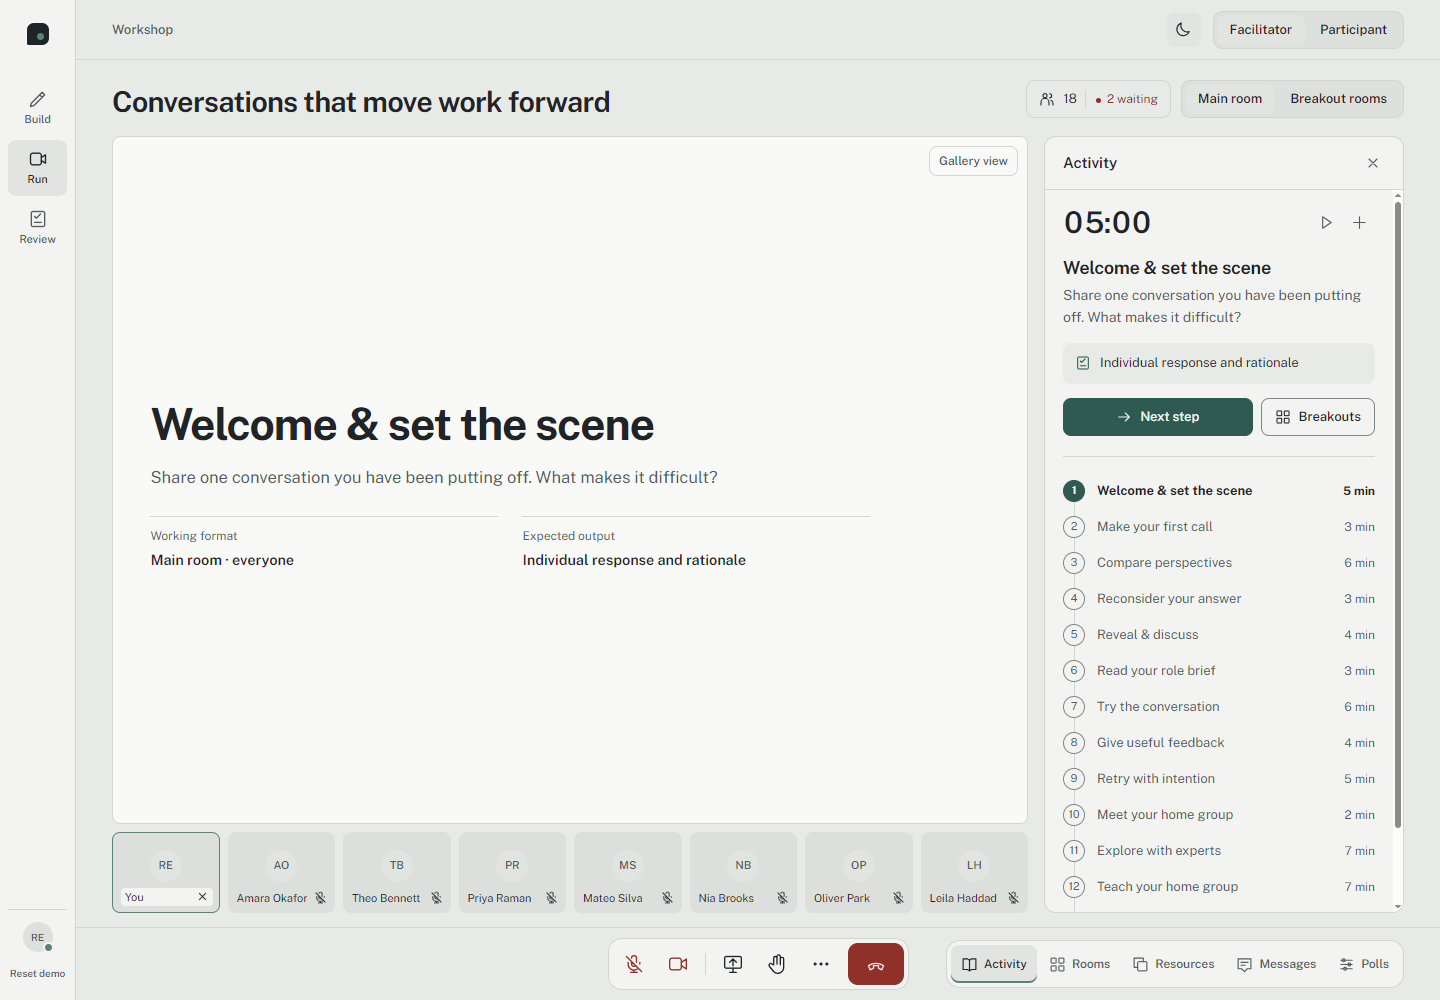 Workshop
Facilitator
Participant
Build
Run
Review
Conversations that move work forward
18
2 waiting
Main room
Breakout rooms
Gallery view
Welcome & set the scene
Share one conversation you have been putting off. What makes it difficult?
Working format
Main room · everyone
Expected output
Individual response and rationale
Activity
05:00
Welcome & set the scene
Share one conversation you have been putting
off. What makes it difficult?
Individual response and rationale
Next step
Breakouts
1 Welcome & set the scene 5 min
2 Make your first call 3 min
3 Compare perspectives 6 min
4 Reconsider your answer 3 min
5 Reveal & discuss 4 min
6 Read your role brief 3 min
7 Try the conversation 6 min
8 Give useful feedback 4 min
9 Retry with intention 5 min
10 Meet your home group 2 min
11 Explore with experts 7 min
12 Teach your home group 7 min
RE
You
AO
Amara Okafor
TB
Theo Bennett
PR
Priya Raman
MS
Mateo Silva
NB
Nia Brooks
OP
Oliver Park
LH
Leila Haddad
RE
Reset demo
Activity
Rooms
Resources
Messages
Polls